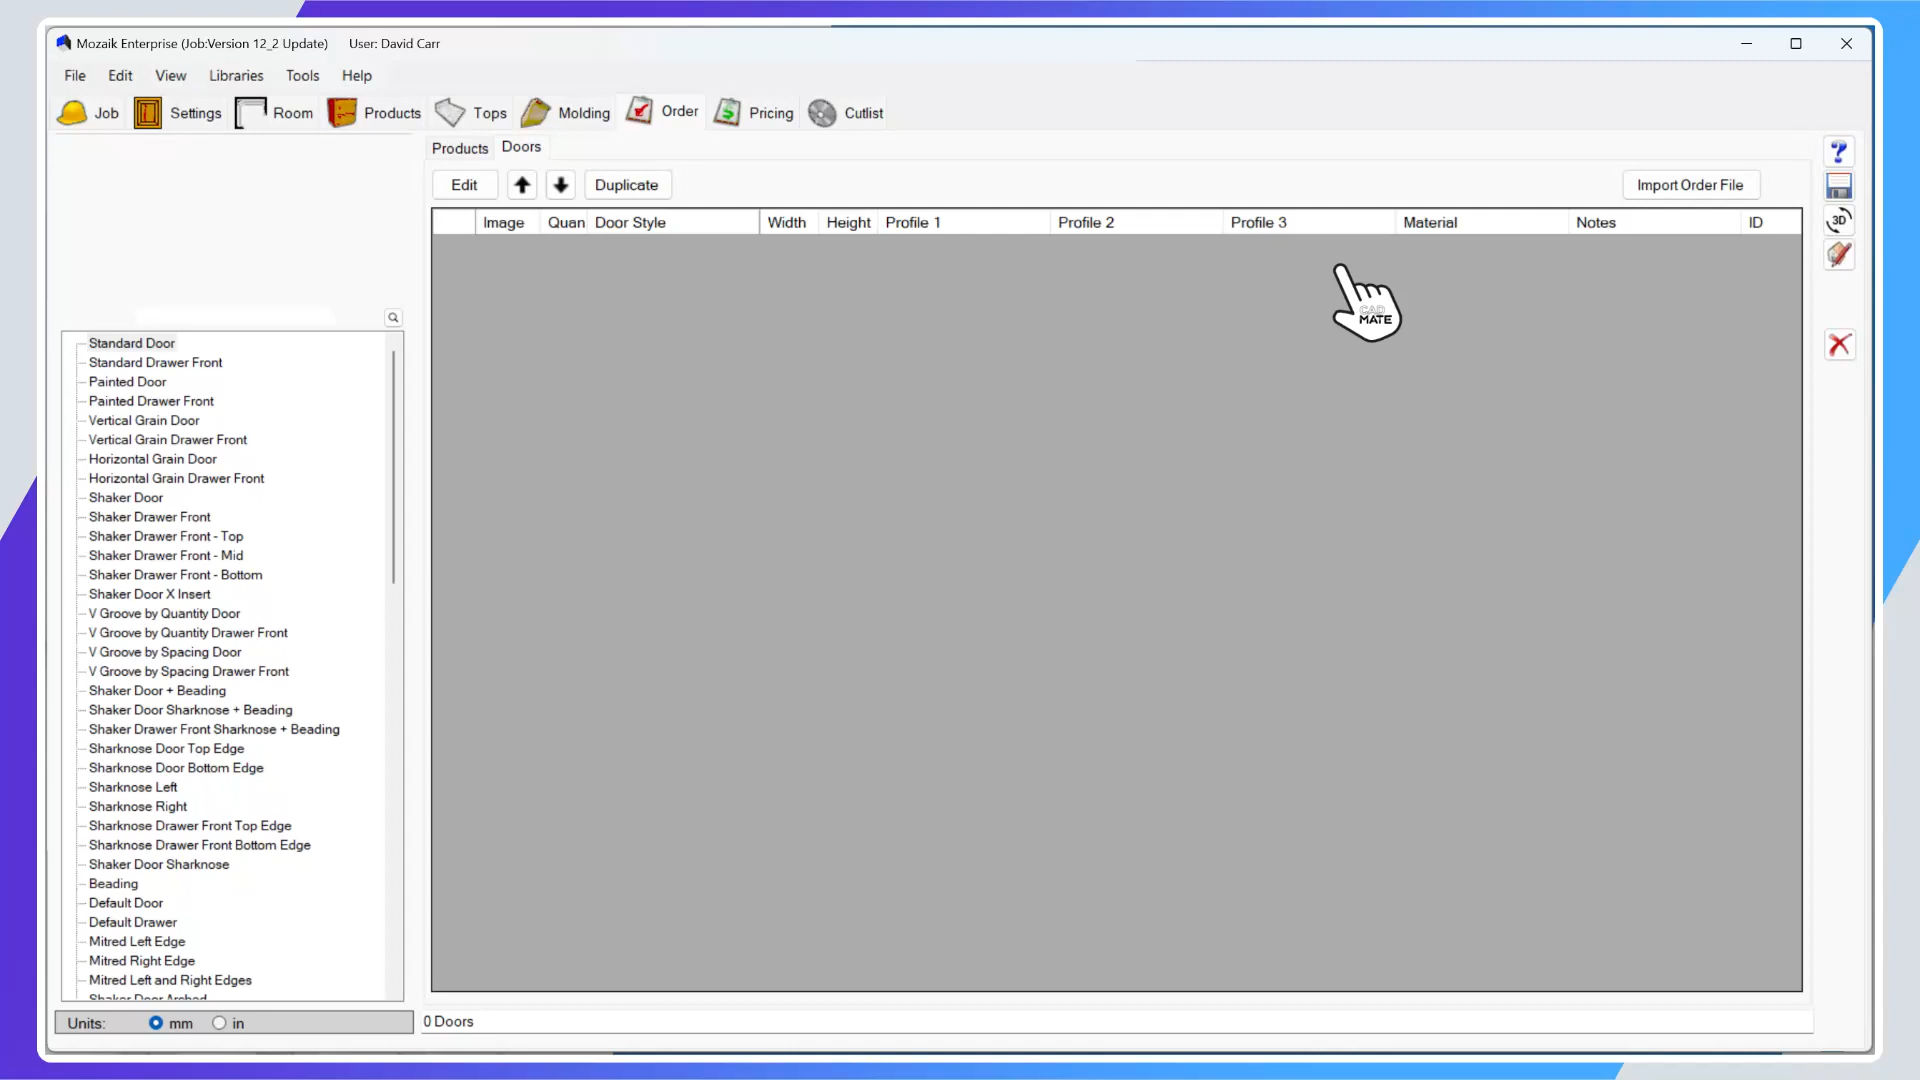 Mozaik Enterprise (Job:Version 12_2 Update) User: David Carr
File Edit View Libraries Tools Help
Job Settings Room Products Tops Molding Order Pricing Cutlist
Products Doors
Edit Duplicate Import Order File
Image Quan Door Style Width Height Profile 1 Profile 2 Profile 3 Material Notes ID
3D
CAD
MATE
Standard Door
Standard Drawer Front
Painted Door
Painted Drawer Front
Vertical Grain Door
Vertical Grain Drawer Front
Horizontal Grain Door
Horizontal Grain Drawer Front
Shaker Door
Shaker Drawer Front
Shaker Drawer Front - Top
Shaker Drawer Front - Mid
Shaker Drawer Front - Bottom
Shaker Door X Insert
V Groove by Quantity Door
V Groove by Quantity Drawer Front
V Groove by Spacing Door
V Groove by Spacing Drawer Front
Shaker Door + Beading
Shaker Door Sharknose + Beading
Shaker Drawer Front Sharknose + Beading
Sharknose Door Top Edge
Sharknose Door Bottom Edge
Sharknose Left
Sharknose Right
Sharknose Drawer Front Top Edge
Sharknose Drawer Front Bottom Edge
Shaker Door Sharknose
Beading
Default Door
Default Drawer
Mitred Left Edge
Mitred Right Edge
Mitred Left and Right Edges
Shaker Door Arched
Units: mm in
0 Doors